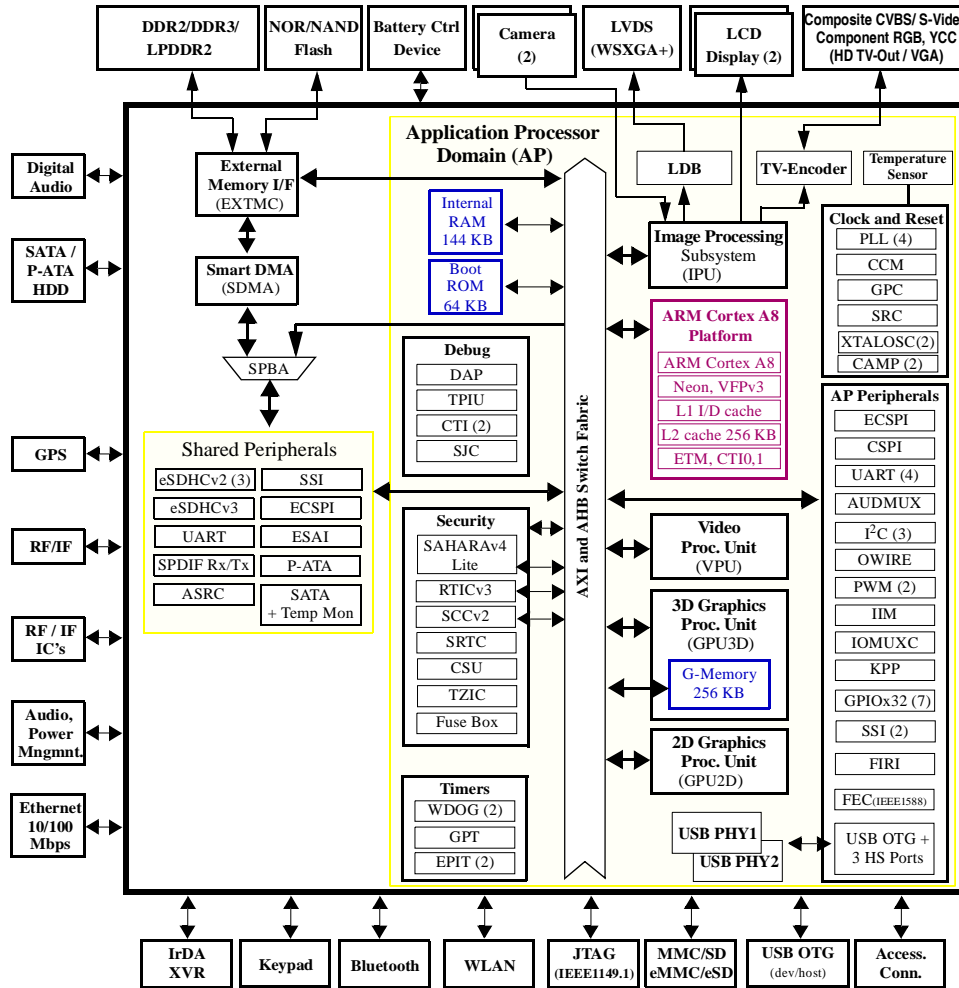 DDR2/DDR3/
LPDDR2
NOR/NAND
Flash
Battery Ctrl
Device
Camera
(2)
LVDS
(WSXGA+)
LCD
Display (2)
Composite CVBS/ S-Vide
Component RGB, YCC
(HD TV-Out / VGA)
Digital
Audio
SATA /
P-ATA
HDD
GPS
RF/IF
RF / IF
IC's
Audio,
Power
Mngmnt.
Ethernet
10/100
Mbps
Application Processor
Domain (AP)
External
Memory I/F
(EXTMC)
Smart DMA
(SDMA)
SPBA
Internal
RAM
144 KB
Boot
ROM
64 KB
LDB
TV-Encoder
Temperature
Sensor
Image Processing
Subsystem
(IPU)
Clock and Reset
PLL (4)
CCM
GPC
SRC
XTALOSC(2)
CAMP (2)
Debug
DAP
TPIU
CTI (2)
SJC
ARM Cortex A8
Platform
ARM Cortex A8
Neon, VFPv3
L1 I/D cache
L2 cache 256 KB
ETM, CTI0,1
AXI and AHB Switch Fabric
Shared Peripherals
eSDHCv2 (3)
SSI
eSDHCv3
ECSPI
UART
ESAI
SPDIF Rx/Tx
P-ATA
ASRC
SATA
+ Temp Mon
Security
SAHARAv4
Lite
RTICv3
SCCv2
SRTC
CSU
TZIC
Fuse Box
Timers
WDOG (2)
GPT
EPIT (2)
Video
Proc. Unit
(VPU)
3D Graphics
Proc. Unit
(GPU3D)
G-Memory
256 KB
2D Graphics
Proc. Unit
(GPU2D)
USB PHY1
USB PHY2
AP Peripherals
ECSPI
CSPI
UART (4)
AUDMUX
I²C (3)
OWIRE
PWM (2)
IIM
IOMUXC
KPP
GPIOx32 (7)
SSI (2)
FIRI
FEC(IEEE1588)
USB OTG +
3 HS Ports
IrDA
XVR
Keypad
Bluetooth
WLAN
JTAG
(IEEE1149.1)
MMC/SD
eMMC/eSD
USB OTG
(dev/host)
Access.
Conn.